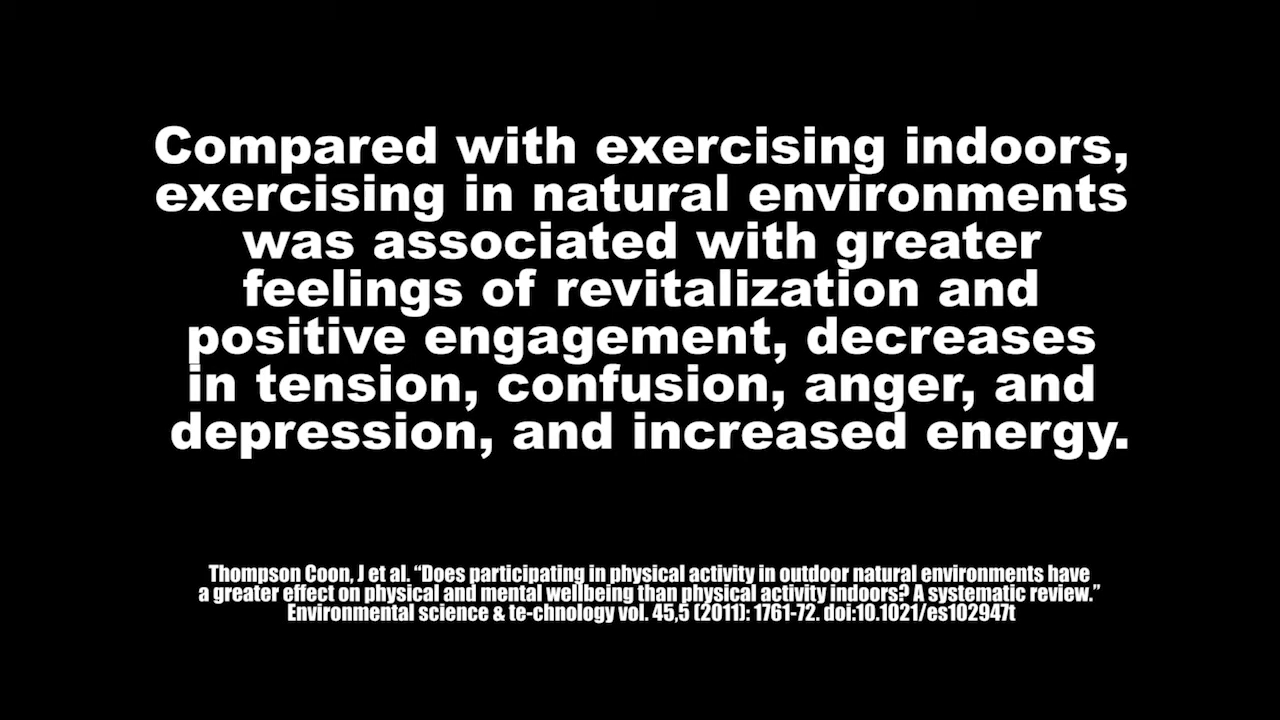 Compared with exercising indoors,
exercising in natural environments
was associated with greater
feelings of revitalization and
positive engagement, decreases
in tension, confusion, anger, and
depression, and increased energy.
Thompson Coon, J et al. “Does participating in physical activity in outdoor natural environments have
a greater effect on physical and mental wellbeing than physical activity indoors? A systematic review.”
Environmental science & te-chnology vol. 45,5 (2011): 1761-72. doi:10.1021/es102947t